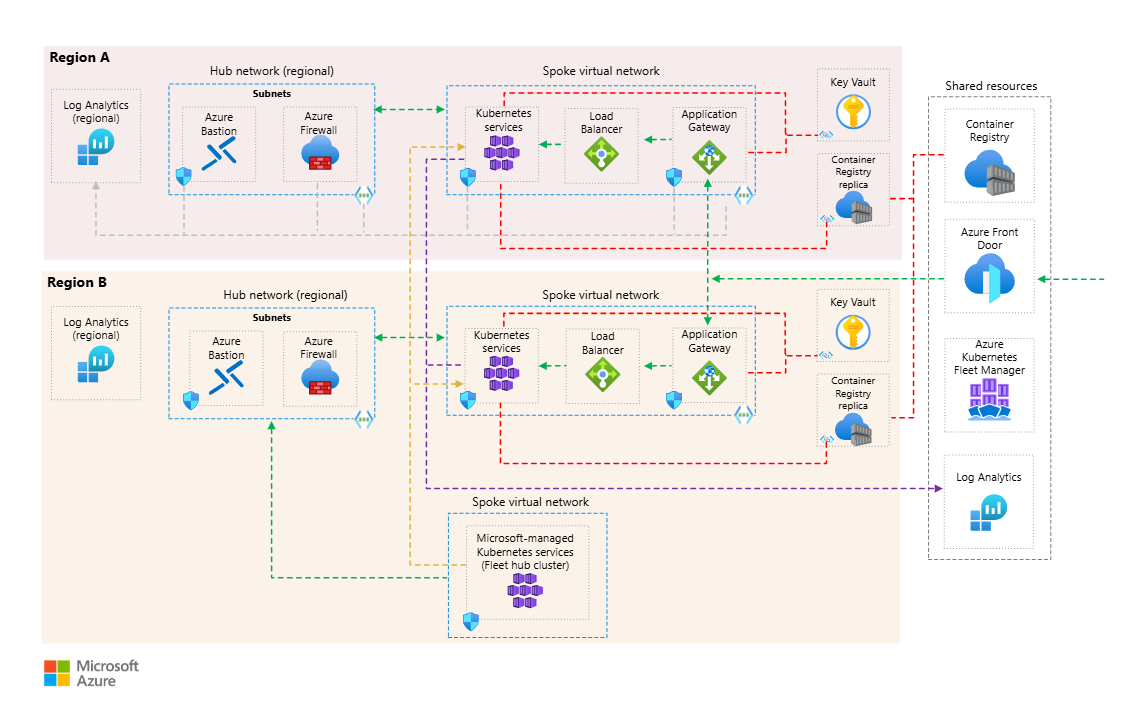 Region A
Hub network (regional)
Subnets
Log Analytics
(regional)
Azure
Bastion
Azure
Firewall
Spoke virtual network
Kubernetes
services
Load
Balancer
Application
Gateway
Key Vault
Container
Registry
replica
Shared resources
Container
Registry
Azure Front
Door
Azure
Kubernetes
Fleet Manager
Log Analytics
Region B
Hub network (regional)
Subnets
Log Analytics
(regional)
Azure
Bastion
Azure
Firewall
Spoke virtual network
Kubernetes
services
Load
Balancer
Application
Gateway
Key Vault
Container
Registry
replica
Spoke virtual network
Microsoft-managed
Kubernetes services
(Fleet hub cluster)
Microsoft
Azure